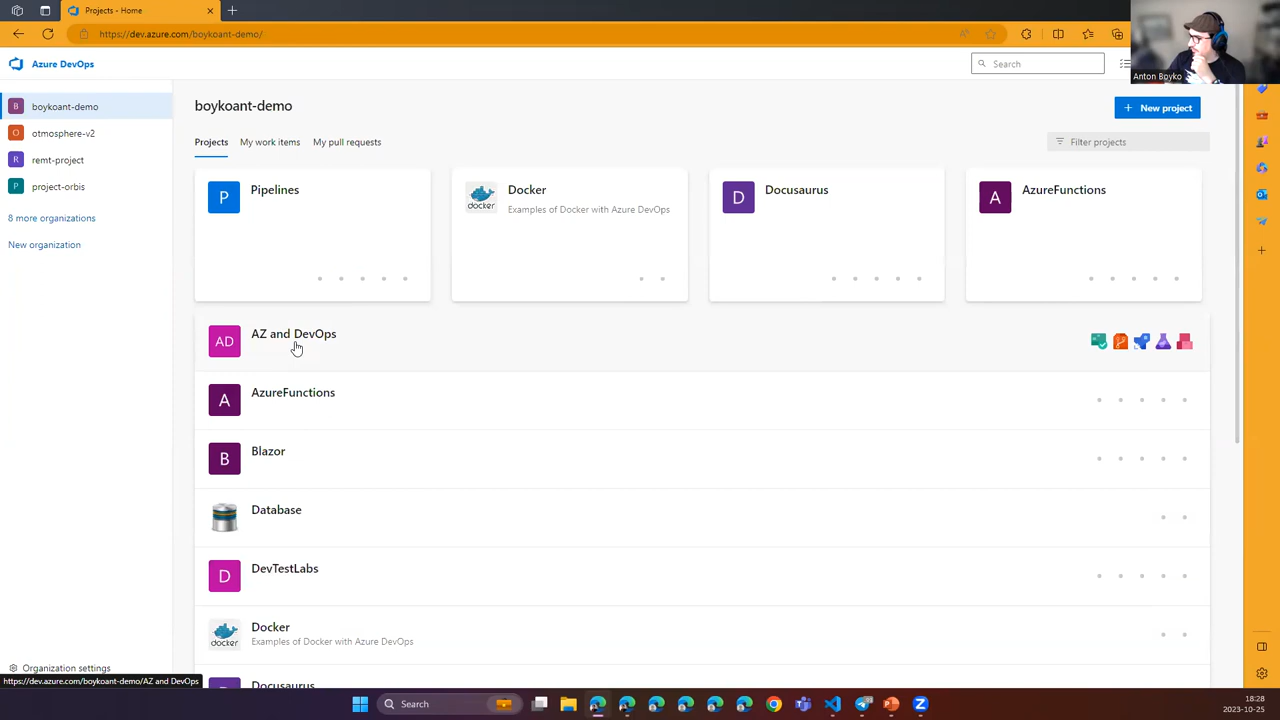 Projects - Home
https://dev.azure.com/boykoant-demo/
Anton Boyko
Azure DevOps
Search
B boykoant-demo
O otmosphere-v2
R remt-project
P project-orbis
8 more organizations
New organization
Organization settings
https://dev.azure.com/boykoant-demo/AZ and DevOps
boykoant-demo
+ New project
Projects
My work items
My pull requests
Filter projects
P Pipelines
docker
Docker
Examples of Docker with Azure DevOps
D Docusaurus
A AzureFunctions
AD AZ and DevOps
A AzureFunctions
B Blazor
Database
D DevTestLabs
docker
Docker
Examples of Docker with Azure DevOps
D Docusaurus
Search
18:28
2023-10-25